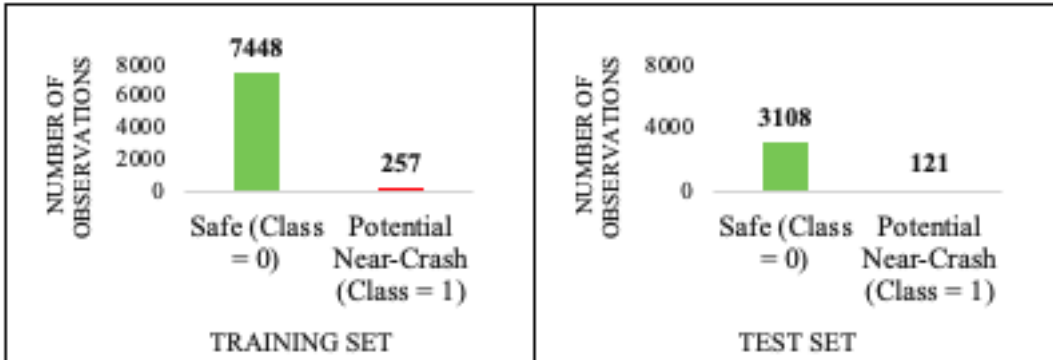 NUMBER OF
OBSERVATIONS
8000
6000
4000
2000
0
7448
257
Safe (Class
= 0)
Potential
Near-Crash
(Class = 1)
TRAINING SET
NUMBER OF
OBSERVATIONS
8000
4000
0
3108
121
Safe (Class
= 0)
Potential
Near-Crash
(Class = 1)
TEST SET